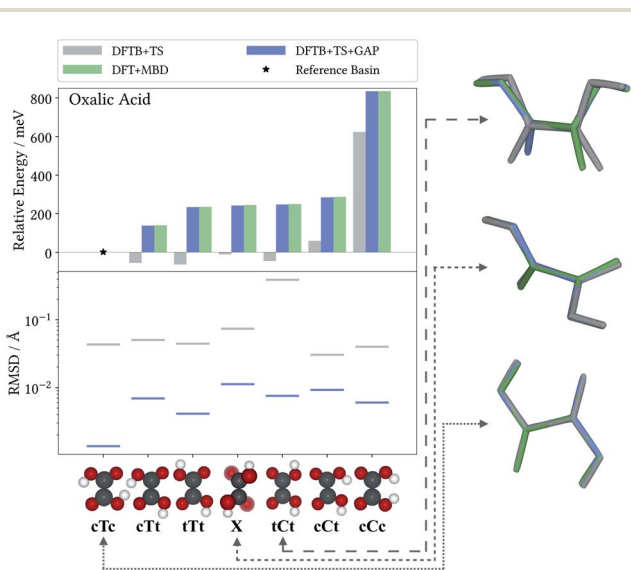 DFTB+TS
DFTB+TS+GAP
DFT+MBD
Reference Basin
Oxalic Acid
Relative Energy / meV
800
600
400
200
0
RMSD / Å
10⁻¹
10⁻²
cTc cTt tTt X tCt cCt cCc